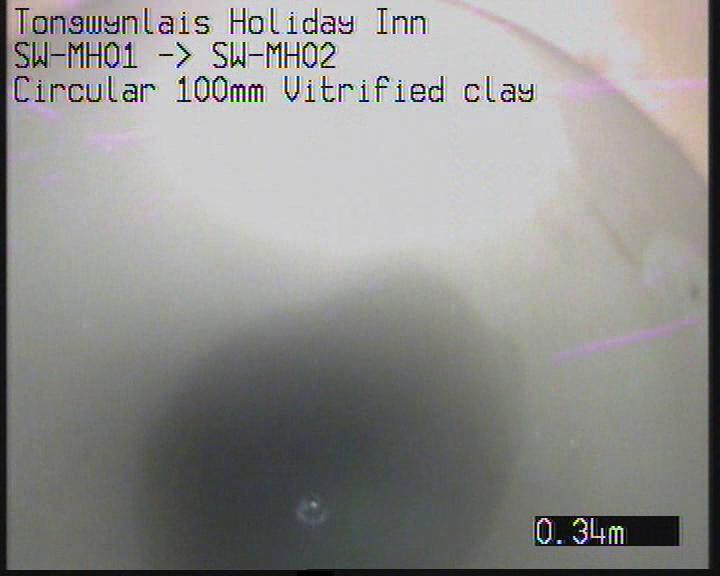 Tongwynlais Holiday Inn
SW-MH01 -> SW-MH02
Circular 100mm Vitrified clay
0.34m